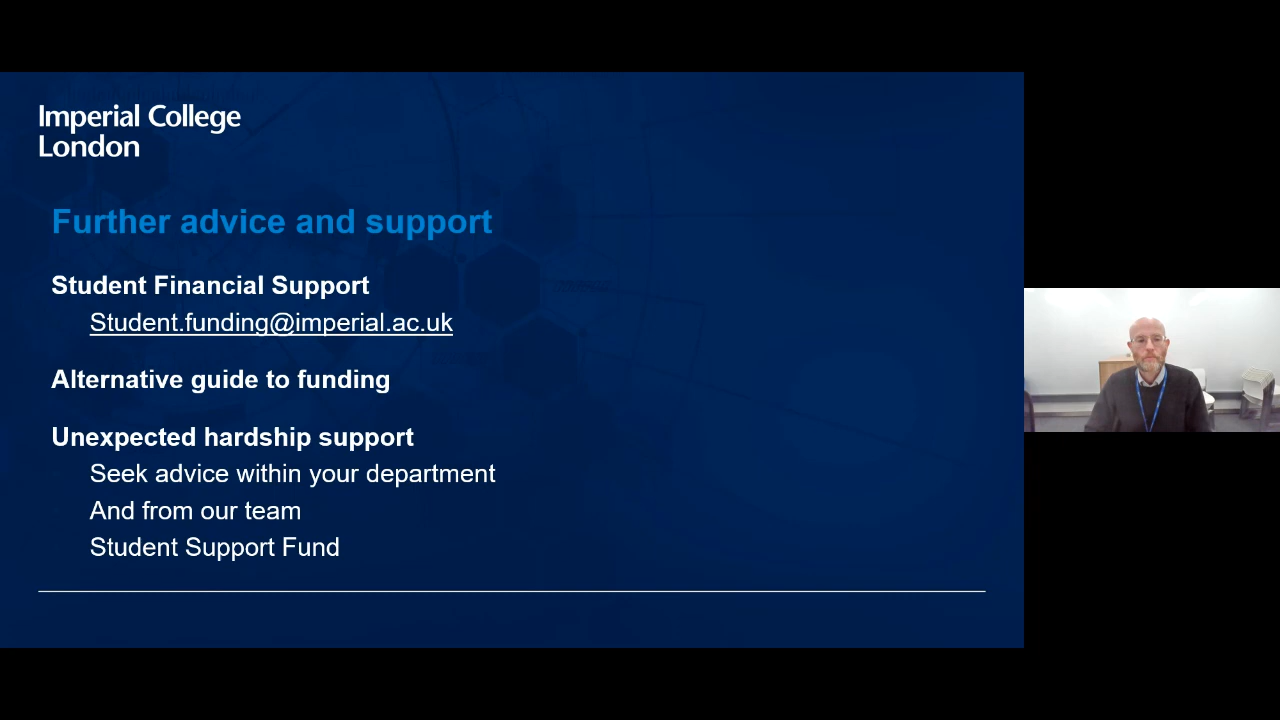 Imperial College
London
Further advice and support
Student Financial Support
Student.funding@imperial.ac.uk
Alternative guide to funding
Unexpected hardship support
Seek advice within your department
And from our team
Student Support Fund